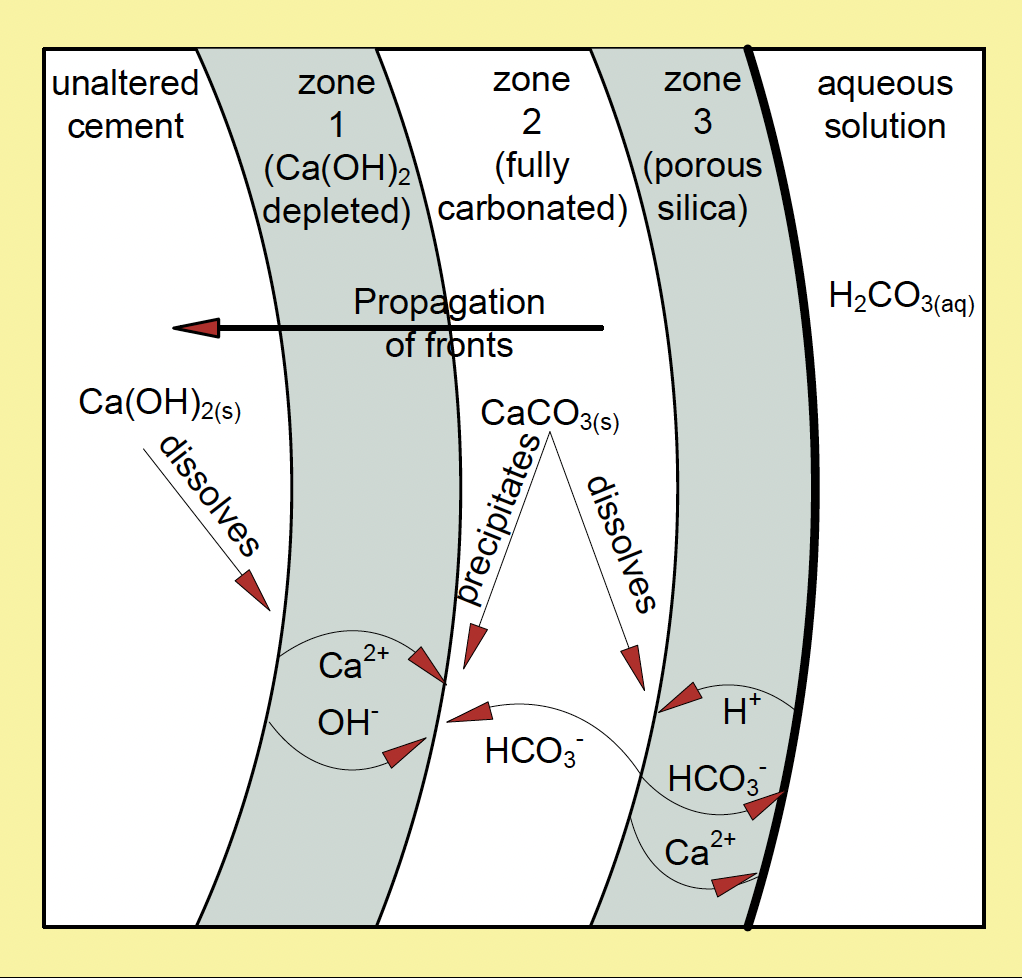 unaltered
cement
zone
1
(Ca(OH)₂
depleted)
zone
2
(fully
carbonated)
zone
3
(porous
silica)
aqueous
solution
H₂CO₃₍ₐq₎
Propagation
of fronts
Ca(OH)₂₍ₛ₎
dissolves
CaCO₃₍ₛ₎
precipitates
dissolves
Ca²⁺
OH⁻
HCO₃⁻
H⁺
HCO₃⁻
Ca²⁺